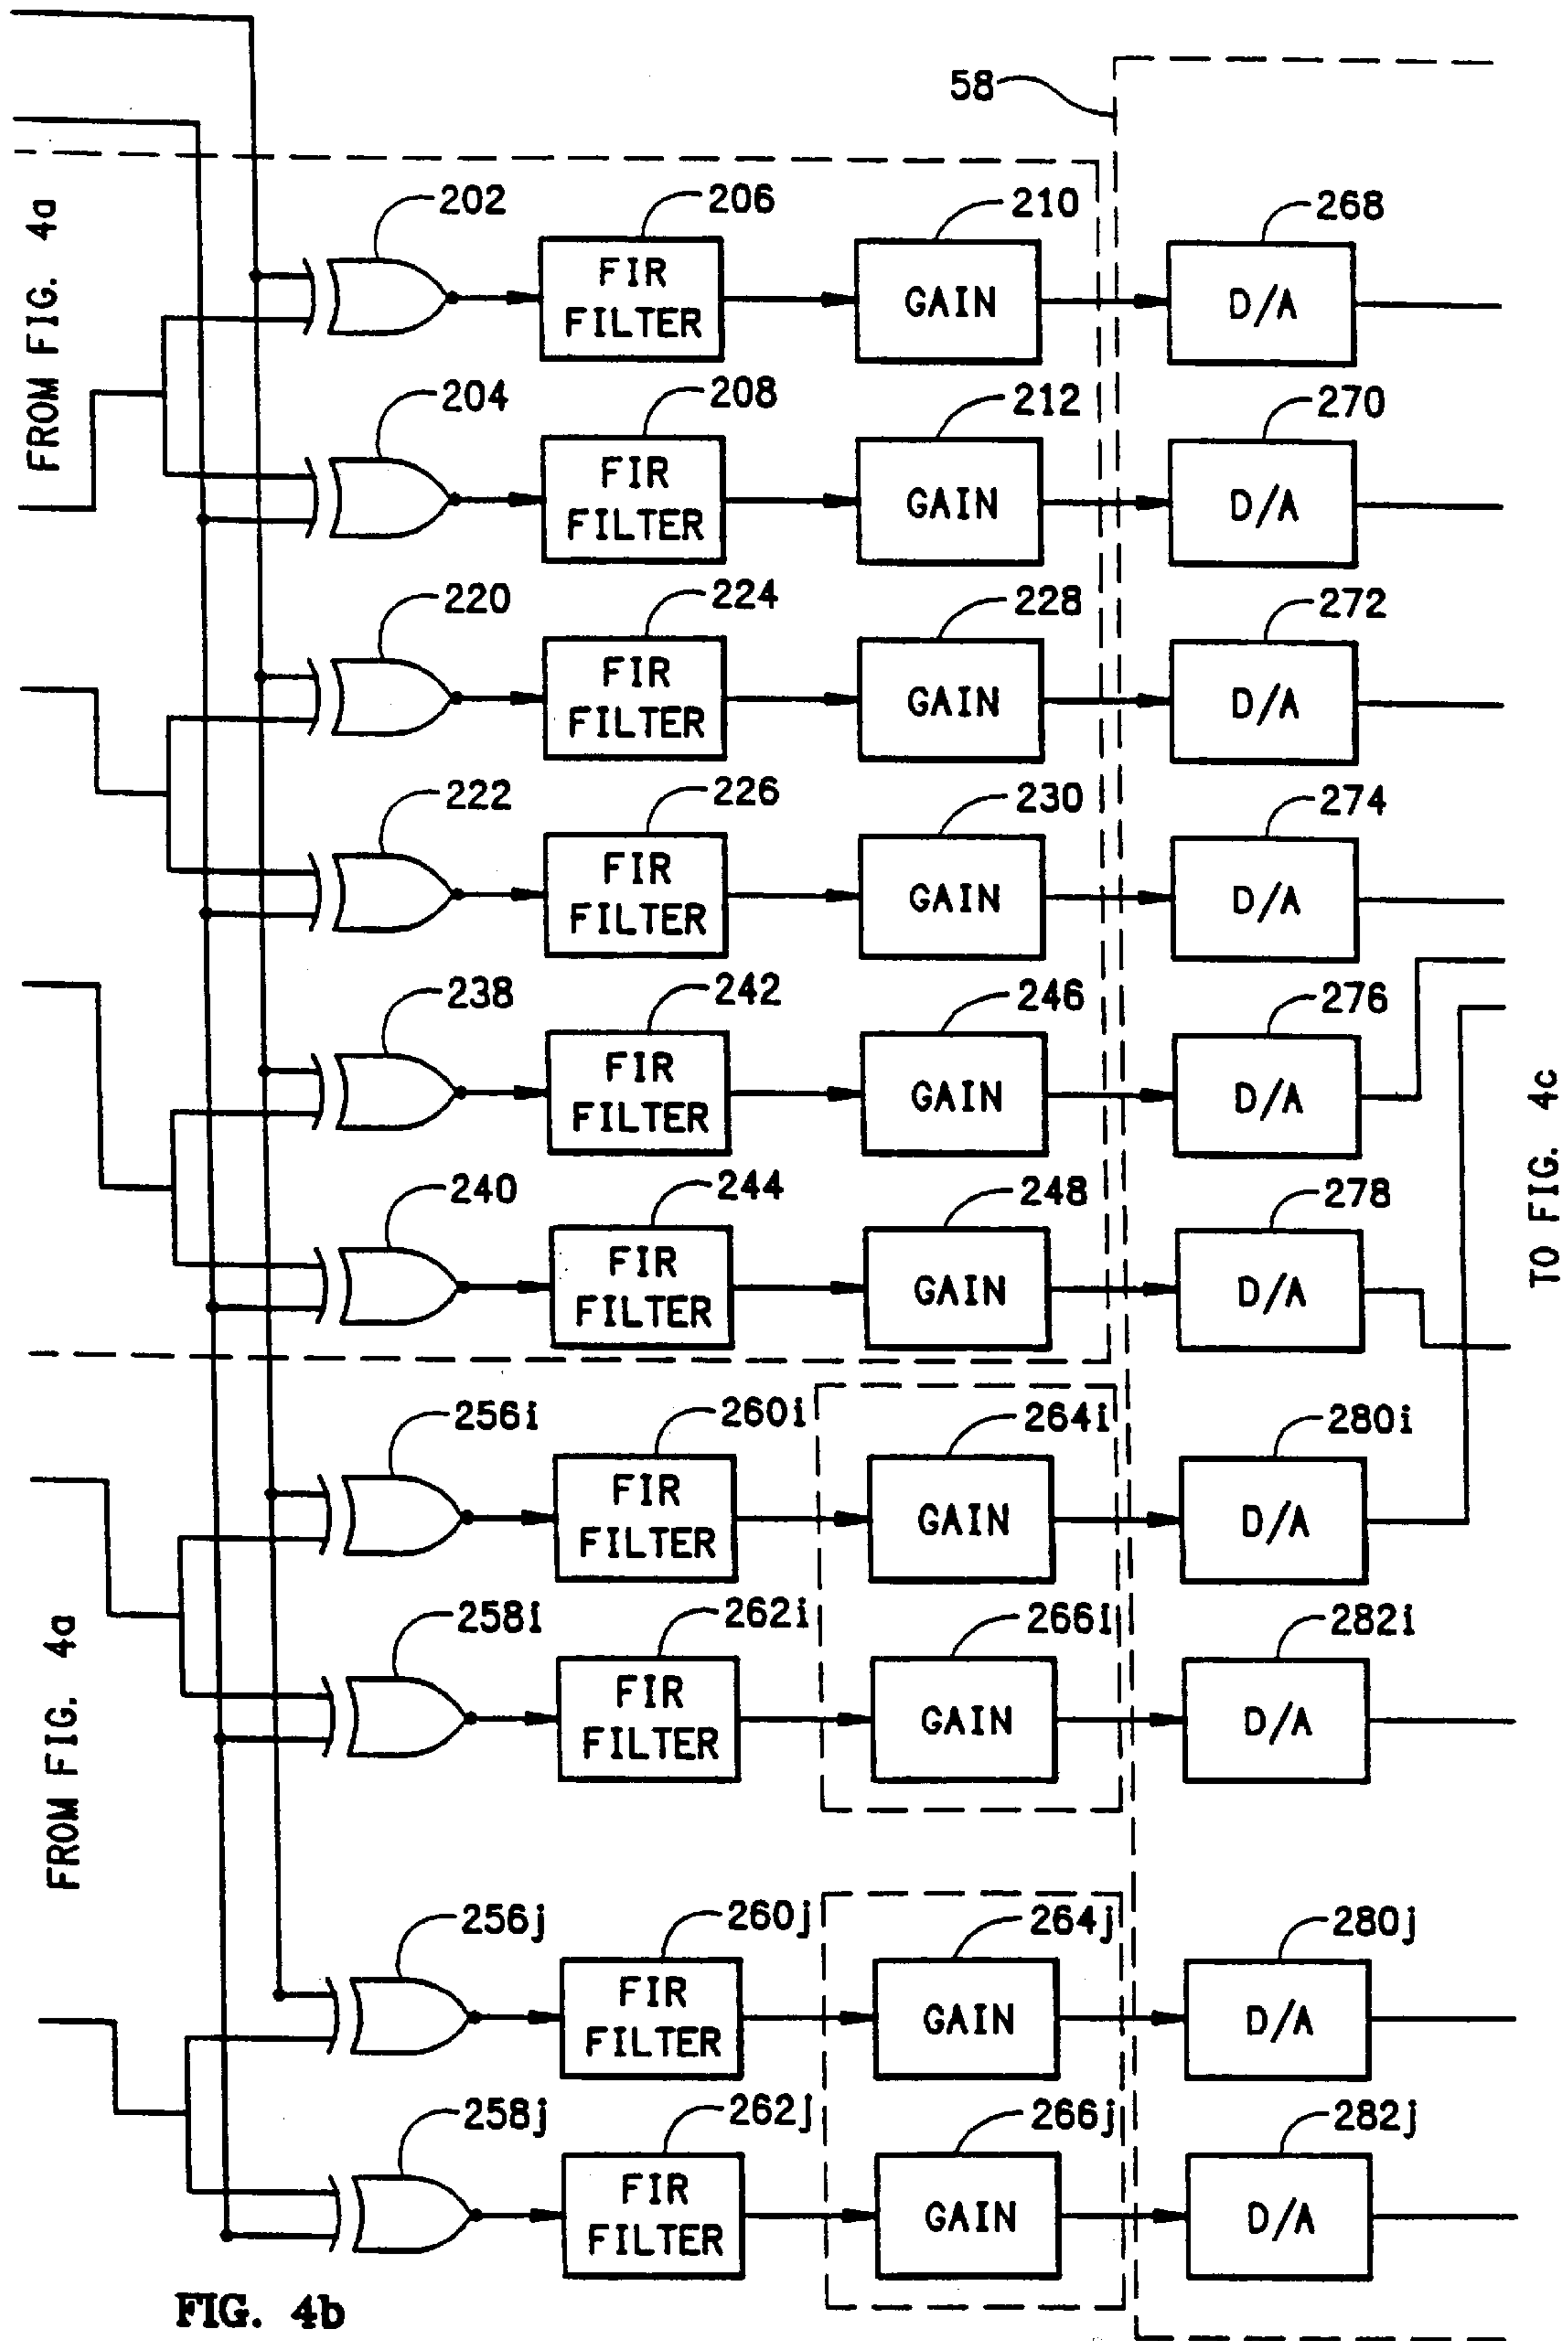 58
202 206 210 268
FROM FIG. 4a
FIR
FILTER
GAIN
D/A
204 208 212 270
FIR
FILTER
GAIN
D/A
220 224 228 272
FIR
FILTER
GAIN
D/A
222 226 230 274
FIR
FILTER
GAIN
D/A
238 242 246 276
FIR
FILTER
GAIN
D/A
TO FIG. 4c
240 244 248 278
FIR
FILTER
GAIN
D/A
256i 260i 264i 280i
FIR
FILTER
GAIN
D/A
FROM FIG. 4a
258i 262i 266i 282i
FIR
FILTER
GAIN
D/A
256j 260j 264j 280j
FIR
FILTER
GAIN
D/A
258j 262j 266j 282j
FIR
FILTER
GAIN
D/A
FIG. 4b